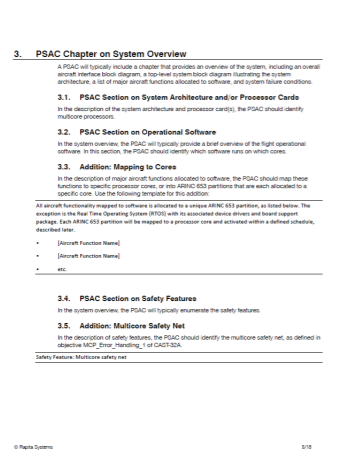 3. PSAC Chapter on System Overview
A PSAC will typically include a chapter that provides an overview of the system, including an overall
aircraft interface block diagram, a top-level system block diagram illustrating the system
architecture, a list of major aircraft functions allocated to software, and system failure conditions.
3.1. PSAC Section on System Architecture and/or Processor Cards
In the description of the system architecture and processor card(s), the PSAC should identify
multicore processors.
3.2. PSAC Section on Operational Software
In the system overview, the PSAC will typically provide a brief overview of the flight operational
software. In this section, the PSAC should identify which software runs on which cores.
3.3. Addition: Mapping to Cores
In the description of major aircraft functions allocated to software, the PSAC should map these
functions to specific processor cores, or into ARINC 653 partitions that are each allocated to a
specific core. Use the following template for this addition:
All aircraft functionality mapped to software is allocated to a unique ARINC 653 partition, as listed below. The
exception is the Real Time Operating System (RTOS) with its associated device drivers and board support
package. Each ARINC 653 partition will be mapped to a processor core and activated within a defined schedule,
described later.
• [Aircraft Function Name]
• [Aircraft Function Name]
• etc.
3.4. PSAC Section on Safety Features
In the system overview, the PSAC will typically enumerate the safety features.
3.5. Addition: Multicore Safety Net
In the description of safety features, the PSAC should identify the multicore safety net, as defined in
objective MCP_Error_Handling_1 of CAST-32A.
Safety Feature: Multicore safety net
© Rapita Systems 8/18